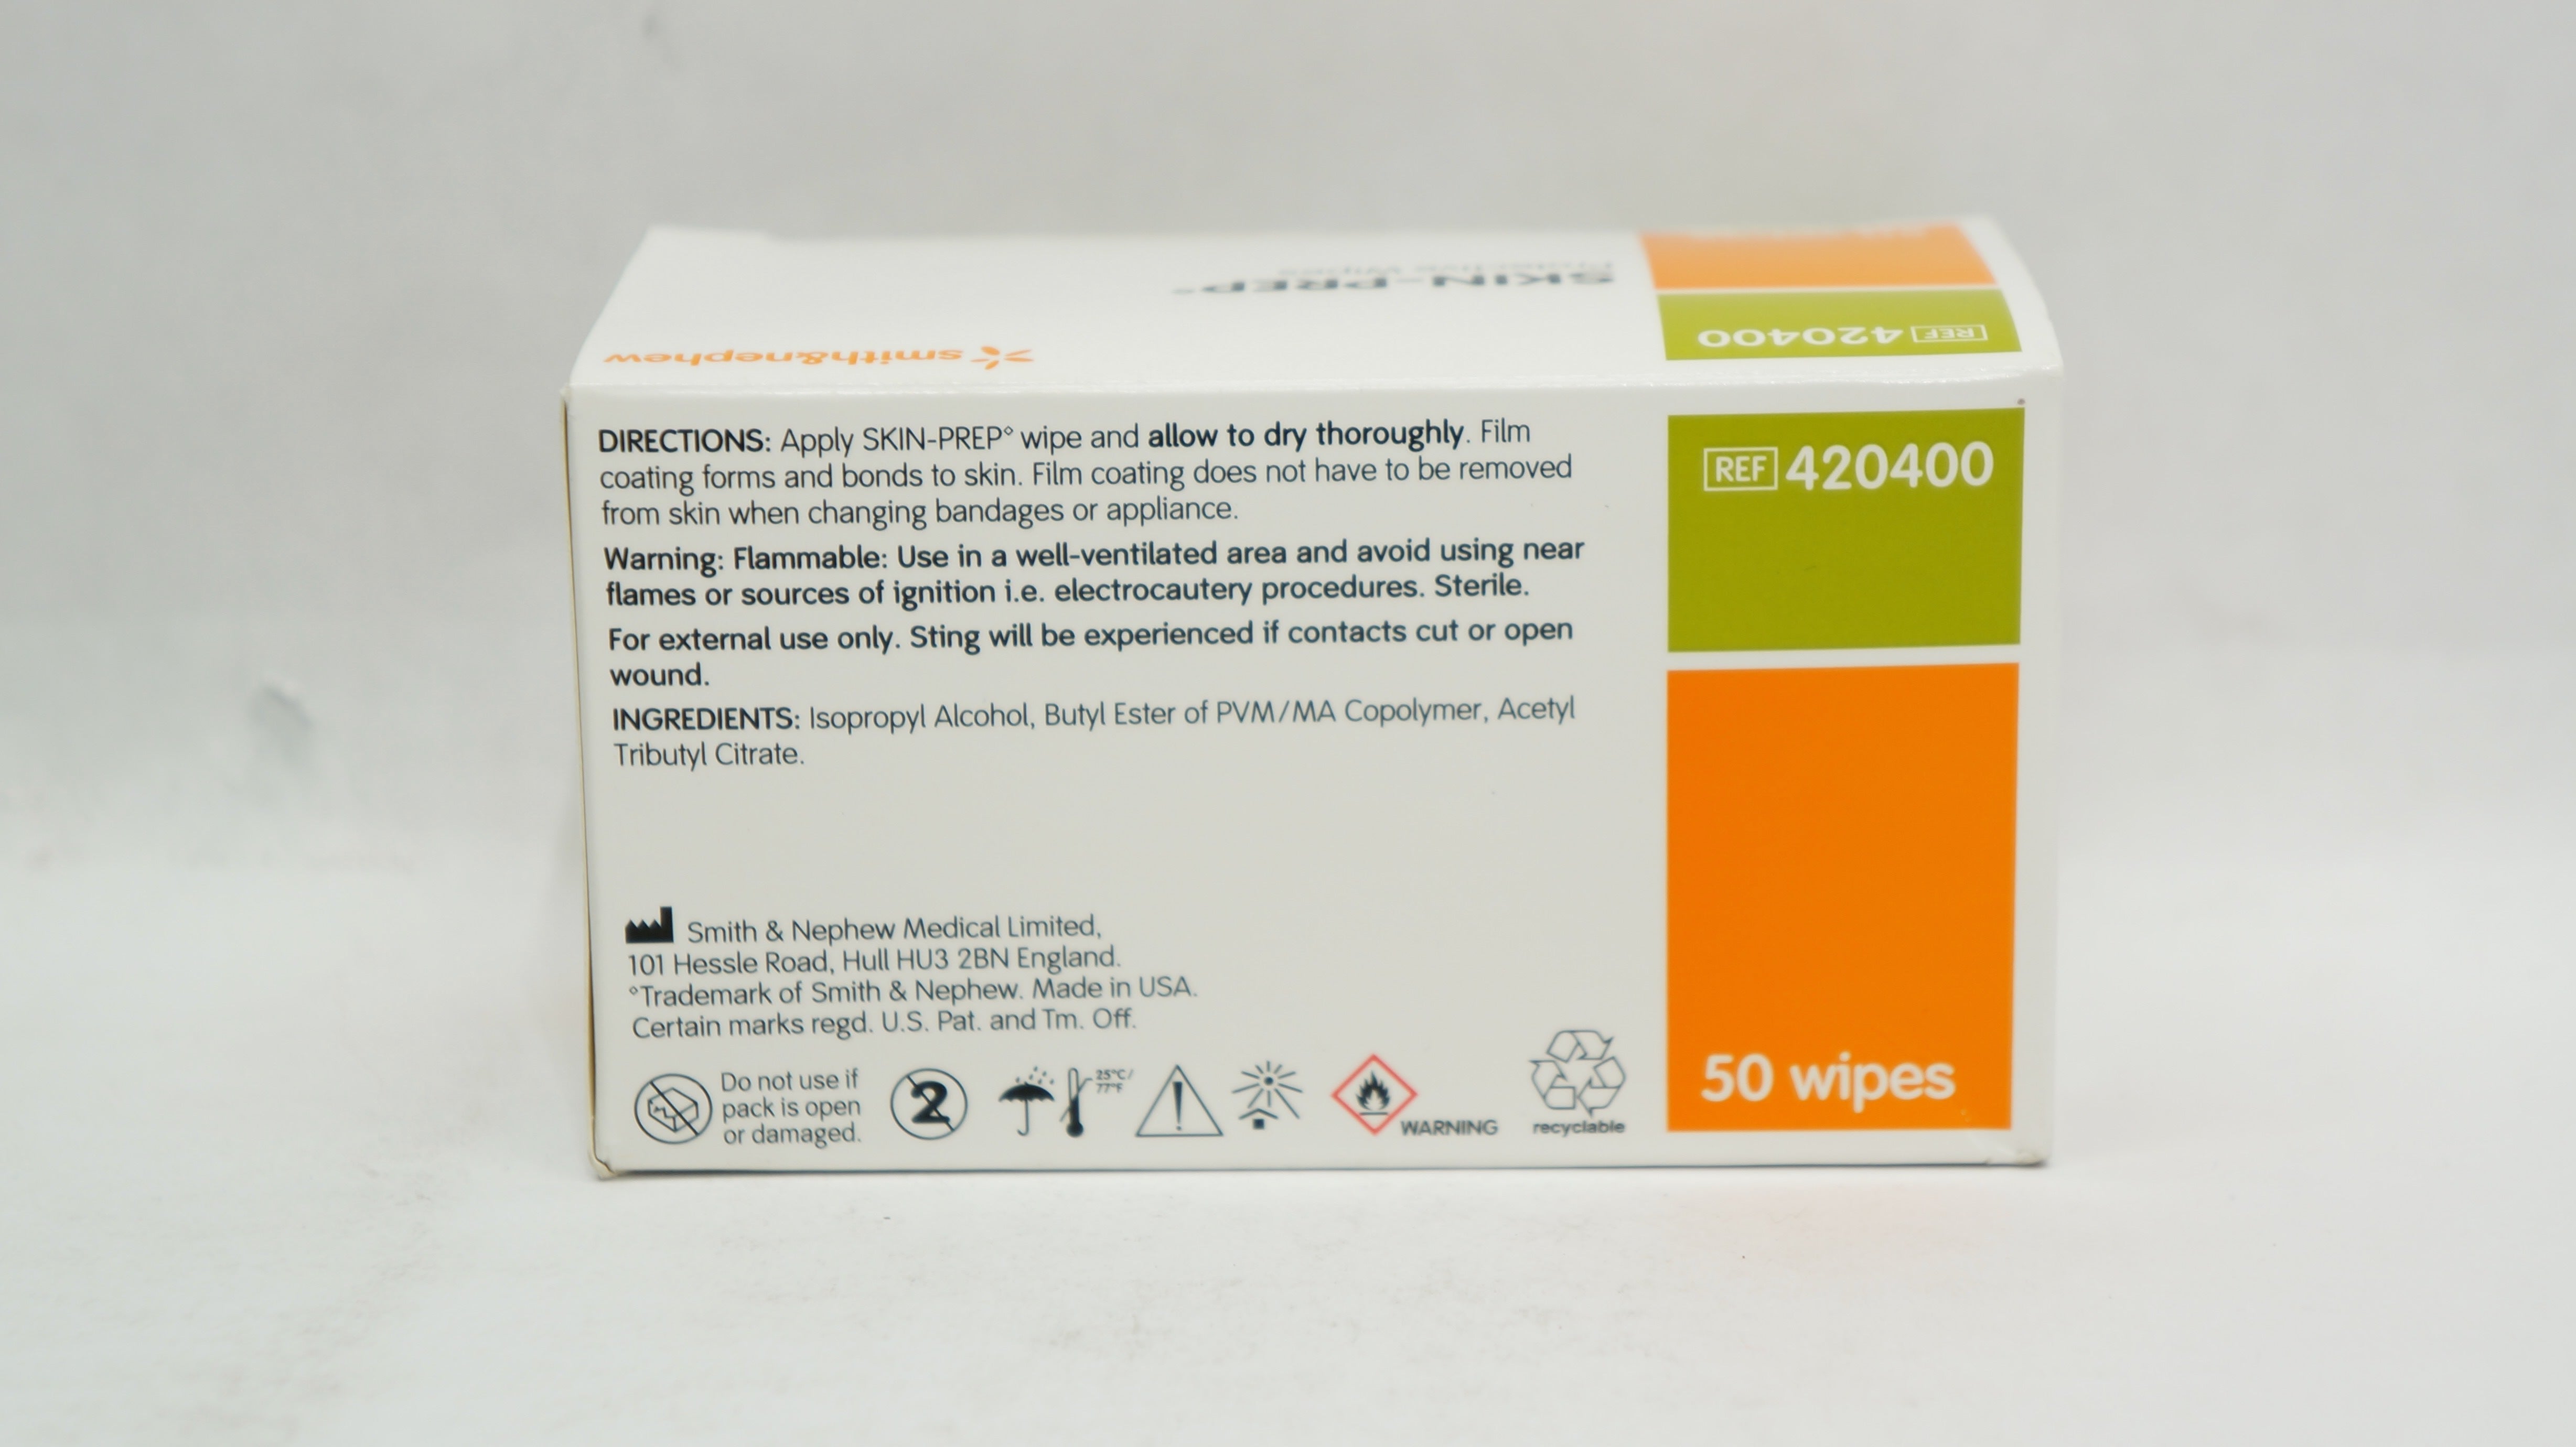 SKIN-PREP°
Protective Wipes
smith&nephew
REF 420400
DIRECTIONS: Apply SKIN-PREP° wipe and allow to dry thoroughly. Film
coating forms and bonds to skin. Film coating does not have to be removed
from skin when changing bandages or appliance.
Warning: Flammable: Use in a well-ventilated area and avoid using near
flames or sources of ignition i.e. electrocautery procedures. Sterile.
For external use only. Sting will be experienced if contacts cut or open
wound.
INGREDIENTS: Isopropyl Alcohol, Butyl Ester of PVM/MA Copolymer, Acetyl
Tributyl Citrate.
REF 420400
Smith & Nephew Medical Limited,
101 Hessle Road, Hull HU3 2BN England.
°Trademark of Smith & Nephew. Made in USA.
Certain marks regd. U.S. Pat. and Tm. Off.
Do not use if
pack is open
or damaged.
2
25°C/
77°F
WARNING
recyclable
50 wipes